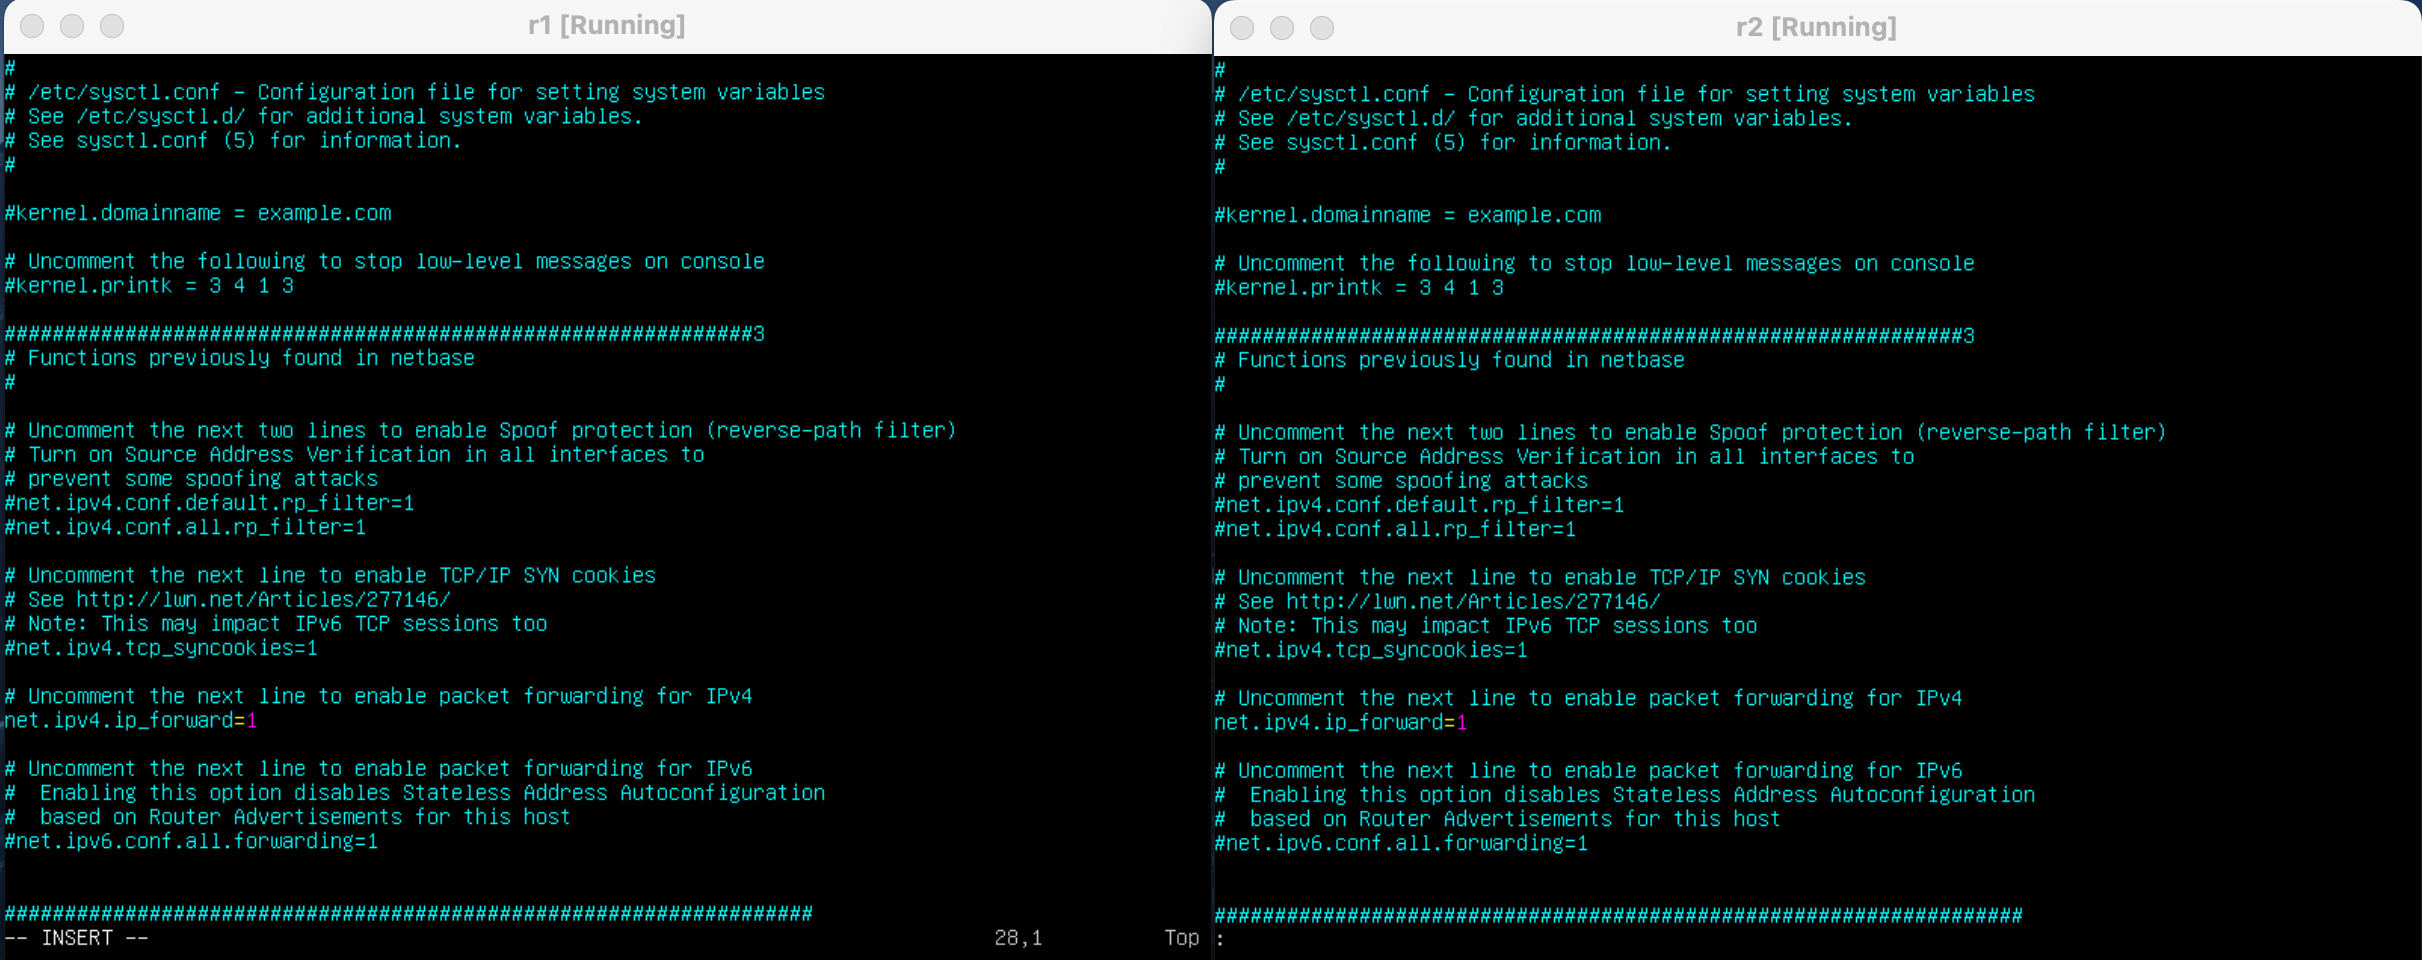 r1 [Running]
#
# /etc/sysctl.conf - Configuration file for setting system variables
# See /etc/sysctl.d/ for additional system variables.
# See sysctl.conf (5) for information.
#
#kernel.domainname = example.com
# Uncomment the following to stop low-level messages on console
#kernel.printk = 3 4 1 3
##############################################################3
# Functions previously found in netbase
#
# Uncomment the next two lines to enable Spoof protection (reverse-path filter)
# Turn on Source Address Verification in all interfaces to
# prevent some spoofing attacks
#net.ipv4.conf.default.rp_filter=1
#net.ipv4.conf.all.rp_filter=1
# Uncomment the next line to enable TCP/IP SYN cookies
# See http://lwn.net/Articles/277146/
# Note: This may impact IPv6 TCP sessions too
#net.ipv4.tcp_syncookies=1
# Uncomment the next line to enable packet forwarding for IPv4
net.ipv4.ip_forward=1
# Uncomment the next line to enable packet forwarding for IPv6
#  Enabling this option disables Stateless Address Autoconfiguration
#  based on Router Advertisements for this host
#net.ipv6.conf.all.forwarding=1
###################################################################
-- INSERT -- 28,1 Top
r2 [Running]
#
# /etc/sysctl.conf - Configuration file for setting system variables
# See /etc/sysctl.d/ for additional system variables.
# See sysctl.conf (5) for information.
#
#kernel.domainname = example.com
# Uncomment the following to stop low-level messages on console
#kernel.printk = 3 4 1 3
##############################################################3
# Functions previously found in netbase
#
# Uncomment the next two lines to enable Spoof protection (reverse-path filter)
# Turn on Source Address Verification in all interfaces to
# prevent some spoofing attacks
#net.ipv4.conf.default.rp_filter=1
#net.ipv4.conf.all.rp_filter=1
# Uncomment the next line to enable TCP/IP SYN cookies
# See http://lwn.net/Articles/277146/
# Note: This may impact IPv6 TCP sessions too
#net.ipv4.tcp_syncookies=1
# Uncomment the next line to enable packet forwarding for IPv4
net.ipv4.ip_forward=1
# Uncomment the next line to enable packet forwarding for IPv6
#  Enabling this option disables Stateless Address Autoconfiguration
#  based on Router Advertisements for this host
#net.ipv6.conf.all.forwarding=1
###################################################################
: